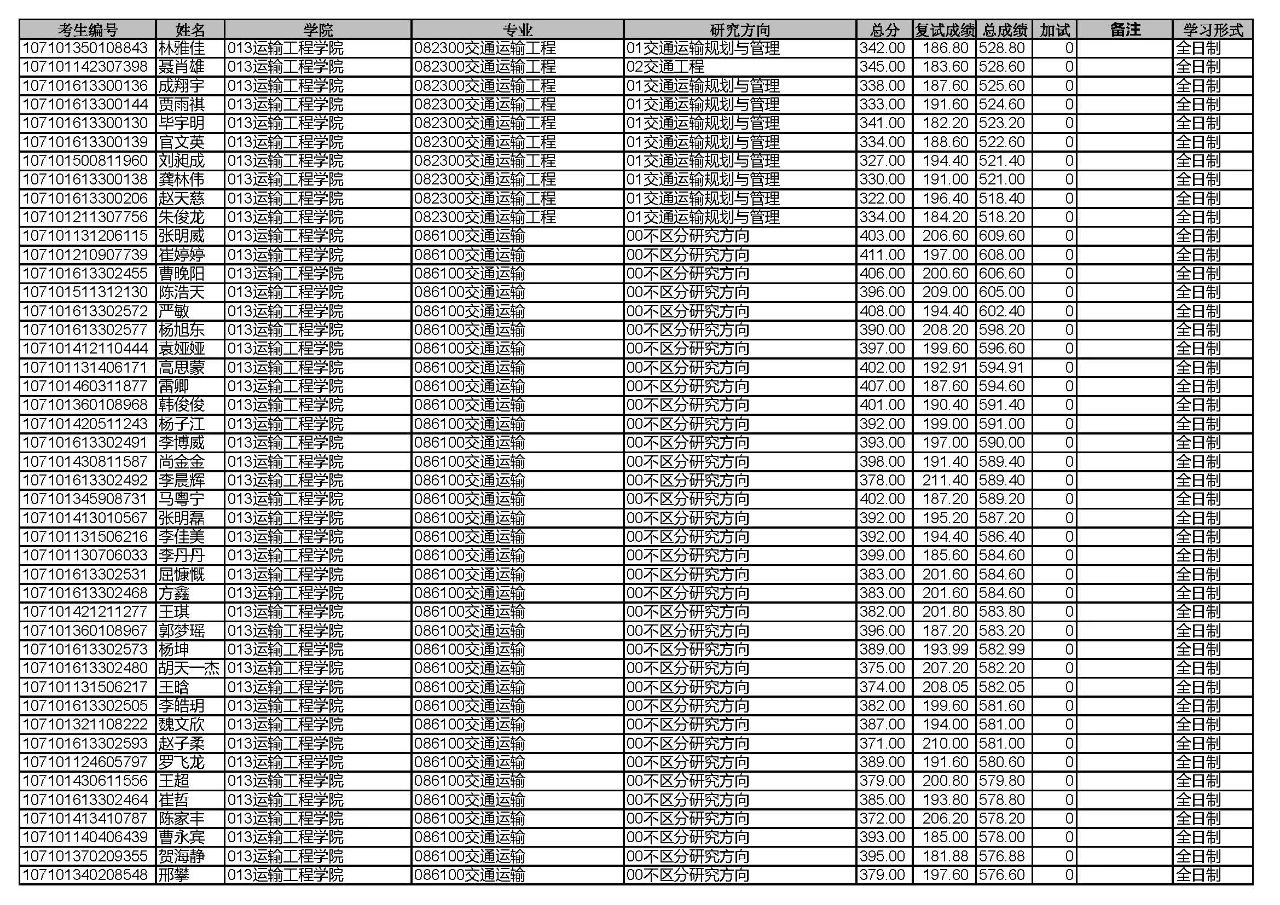 考生编号 姓名 学院 专业 研究方向 总分 复试成绩 总成绩 加试 备注 学习形式
107101350108843 林雅佳 013运输工程学院 082300交通运输工程 01交通运输规划与管理 342.00 186.80 528.80 0 全日制
107101142307398 聂肖雄 013运输工程学院 082300交通运输工程 02交通工程 345.00 183.60 528.60 0 全日制
107101613300136 成翔宇 013运输工程学院 082300交通运输工程 01交通运输规划与管理 338.00 187.60 525.60 0 全日制
107101613300144 贾雨祺 013运输工程学院 082300交通运输工程 01交通运输规划与管理 333.00 191.60 524.60 0 全日制
107101613300130 毕宇明 013运输工程学院 082300交通运输工程 01交通运输规划与管理 341.00 182.20 523.20 0 全日制
107101613300139 官文英 013运输工程学院 082300交通运输工程 01交通运输规划与管理 334.00 188.60 522.60 0 全日制
107101500811960 刘昶成 013运输工程学院 082300交通运输工程 01交通运输规划与管理 327.00 194.40 521.40 0 全日制
107101613300138 龚林伟 013运输工程学院 082300交通运输工程 01交通运输规划与管理 330.00 191.00 521.00 0 全日制
107101613300206 赵天慈 013运输工程学院 082300交通运输工程 01交通运输规划与管理 322.00 196.40 518.40 0 全日制
107101211307756 朱俊龙 013运输工程学院 082300交通运输工程 01交通运输规划与管理 334.00 184.20 518.20 0 全日制
107101131206115 张明威 013运输工程学院 086100交通运输 00不区分研究方向 403.00 206.60 609.60 0 全日制
107101210907739 崔婷婷 013运输工程学院 086100交通运输 00不区分研究方向 411.00 197.00 608.00 0 全日制
107101613302455 曹晚阳 013运输工程学院 086100交通运输 00不区分研究方向 406.00 200.60 606.60 0 全日制
107101511312130 陈浩天 013运输工程学院 086100交通运输 00不区分研究方向 396.00 209.00 605.00 0 全日制
107101613302572 严敏 013运输工程学院 086100交通运输 00不区分研究方向 408.00 194.40 602.40 0 全日制
107101613302577 杨旭东 013运输工程学院 086100交通运输 00不区分研究方向 390.00 208.20 598.20 0 全日制
107101412110444 袁娅娅 013运输工程学院 086100交通运输 00不区分研究方向 397.00 199.60 596.60 0 全日制
107101131406171 高思蒙 013运输工程学院 086100交通运输 00不区分研究方向 402.00 192.91 594.91 0 全日制
107101460311877 雷卿 013运输工程学院 086100交通运输 00不区分研究方向 407.00 187.60 594.60 0 全日制
107101360108968 韩俊俊 013运输工程学院 086100交通运输 00不区分研究方向 401.00 190.40 591.40 0 全日制
107101420511243 杨子江 013运输工程学院 086100交通运输 00不区分研究方向 392.00 199.00 591.00 0 全日制
107101613302491 李博威 013运输工程学院 086100交通运输 00不区分研究方向 393.00 197.00 590.00 0 全日制
107101430811587 尚金金 013运输工程学院 086100交通运输 00不区分研究方向 398.00 191.40 589.40 0 全日制
107101613302492 李晨辉 013运输工程学院 086100交通运输 00不区分研究方向 378.00 211.40 589.40 0 全日制
107101345908731 马粤宁 013运输工程学院 086100交通运输 00不区分研究方向 402.00 187.20 589.20 0 全日制
107101413010567 张明磊 013运输工程学院 086100交通运输 00不区分研究方向 392.00 195.20 587.20 0 全日制
107101131506216 李佳美 013运输工程学院 086100交通运输 00不区分研究方向 392.00 194.40 586.40 0 全日制
107101130706033 李丹丹 013运输工程学院 086100交通运输 00不区分研究方向 399.00 185.60 584.60 0 全日制
107101613302531 屈慷慨 013运输工程学院 086100交通运输 00不区分研究方向 383.00 201.60 584.60 0 全日制
107101613302468 方鑫 013运输工程学院 086100交通运输 00不区分研究方向 383.00 201.60 584.60 0 全日制
107101421211277 王琪 013运输工程学院 086100交通运输 00不区分研究方向 382.00 201.80 583.80 0 全日制
107101360108967 郭梦瑶 013运输工程学院 086100交通运输 00不区分研究方向 396.00 187.20 583.20 0 全日制
107101613302573 杨坤 013运输工程学院 086100交通运输 00不区分研究方向 389.00 193.99 582.99 0 全日制
107101613302480 胡天一杰 013运输工程学院 086100交通运输 00不区分研究方向 375.00 207.20 582.20 0 全日制
107101131506217 王晗 013运输工程学院 086100交通运输 00不区分研究方向 374.00 208.05 582.05 0 全日制
107101613302505 李皓玥 013运输工程学院 086100交通运输 00不区分研究方向 382.00 199.60 581.60 0 全日制
107101321108222 魏文欣 013运输工程学院 086100交通运输 00不区分研究方向 387.00 194.00 581.00 0 全日制
107101613302593 赵子柔 013运输工程学院 086100交通运输 00不区分研究方向 371.00 210.00 581.00 0 全日制
107101124605797 罗飞龙 013运输工程学院 086100交通运输 00不区分研究方向 389.00 191.60 580.60 0 全日制
107101430611556 王超 013运输工程学院 086100交通运输 00不区分研究方向 379.00 200.80 579.80 0 全日制
107101613302464 崔哲 013运输工程学院 086100交通运输 00不区分研究方向 385.00 193.80 578.80 0 全日制
107101413410787 陈家丰 013运输工程学院 086100交通运输 00不区分研究方向 372.00 206.20 578.20 0 全日制
107101140406439 曹永宾 013运输工程学院 086100交通运输 00不区分研究方向 393.00 185.00 578.00 0 全日制
107101370209355 贺海静 013运输工程学院 086100交通运输 00不区分研究方向 395.00 181.88 576.88 0 全日制
107101340208548 邢攀 013运输工程学院 086100交通运输 00不区分研究方向 379.00 197.60 576.60 0 全日制